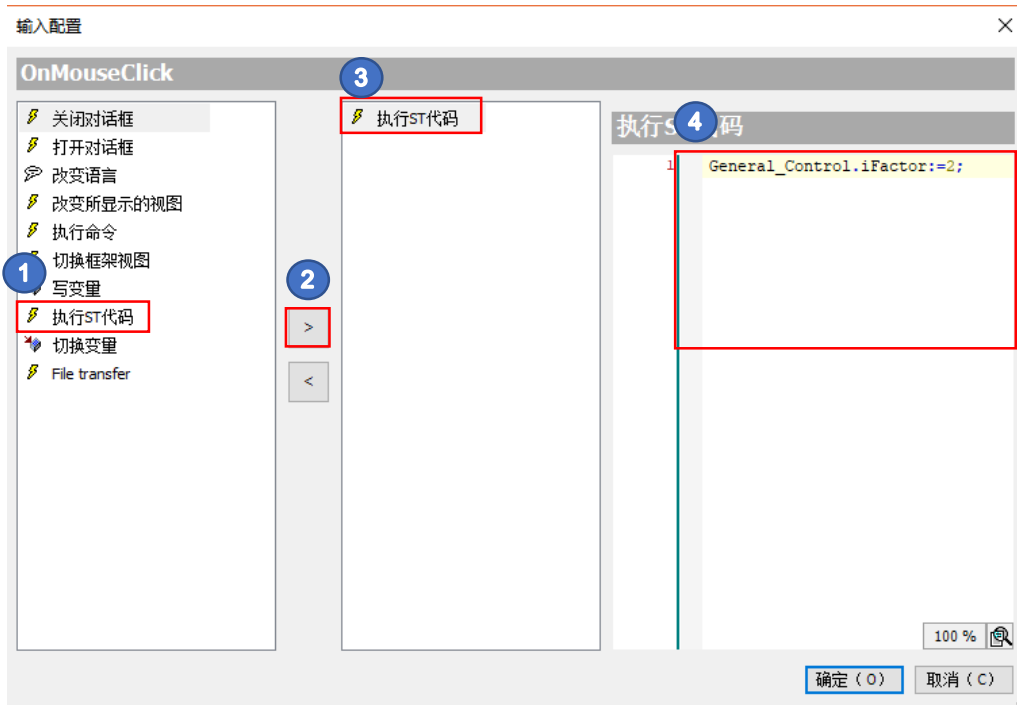 输入配置
OnMouseClick
3
关闭对话框
打开对话框
改变语言
改变所显示的视图
执行命令
切换框架视图
1
写变量
执行ST代码
切换变量
File transfer
2
>
<
执行ST代码
执行S
4
码
1
General_Control.iFactor:=2;
100 %
确定(O)
取消(C)